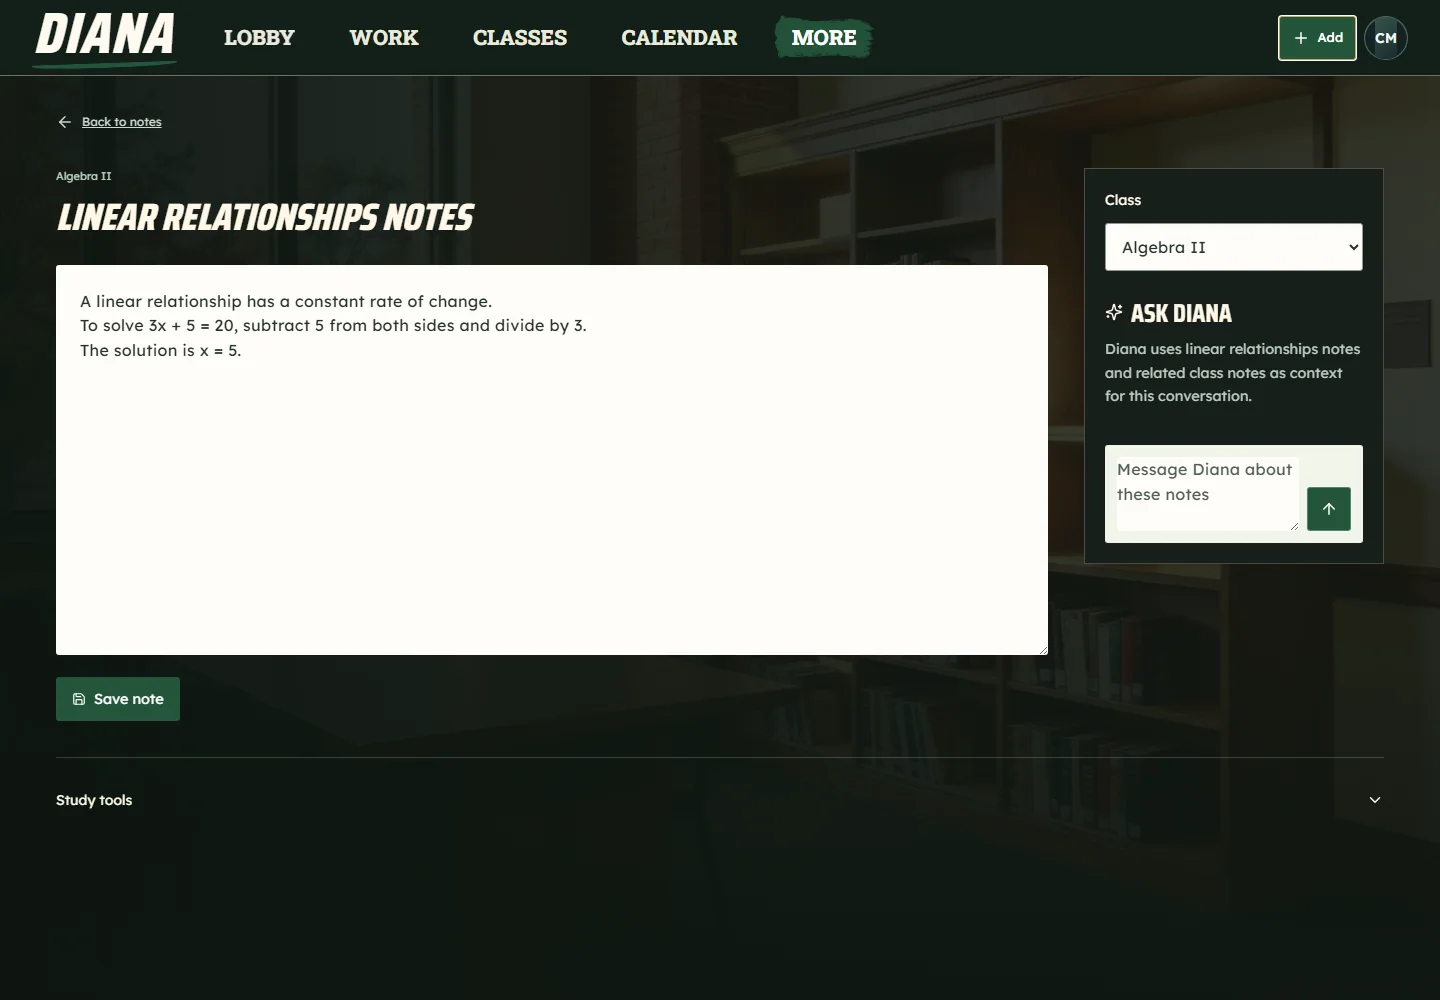 DIANA
LOBBY
WORK
CLASSES
CALENDAR
MORE
Add
CM
Back to notes
Algebra II
LINEAR RELATIONSHIPS NOTES
A linear relationship has a constant rate of change.
To solve 3x + 5 = 20, subtract 5 from both sides and divide by 3.
The solution is x = 5.
Save note
Class
Algebra II
ASK DIANA
Diana uses linear relationships notes
and related class notes as context
for this conversation.
Message Diana about
these notes
Study tools